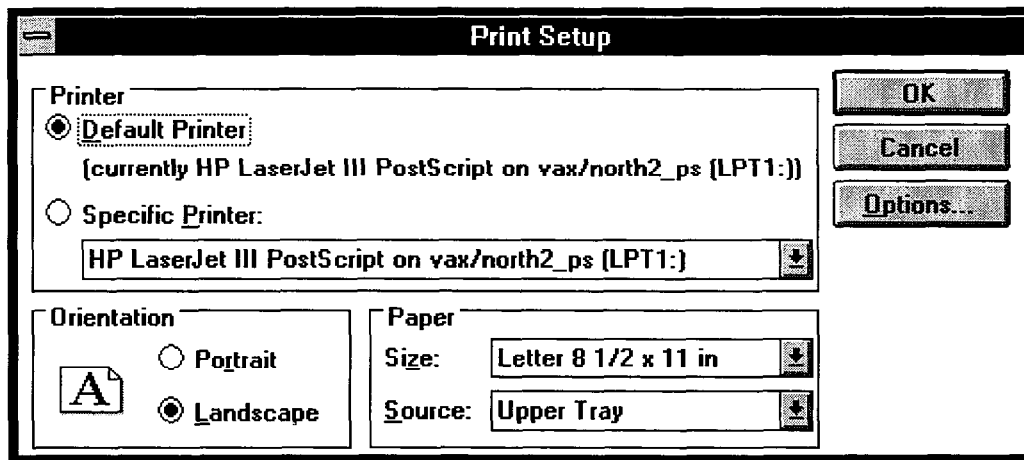 Print Setup
Printer
Default Printer
(currently HP LaserJet III PostScript on vax/north2_ps (LPT1:))
Specific Printer:
HP LaserJet III PostScript on vax/north2_ps (LPT1:)
OK
Cancel
Options...
Orientation
A
Portrait
Landscape
Paper
Size:
Letter 8 1/2 x 11 in
Source:
Upper Tray